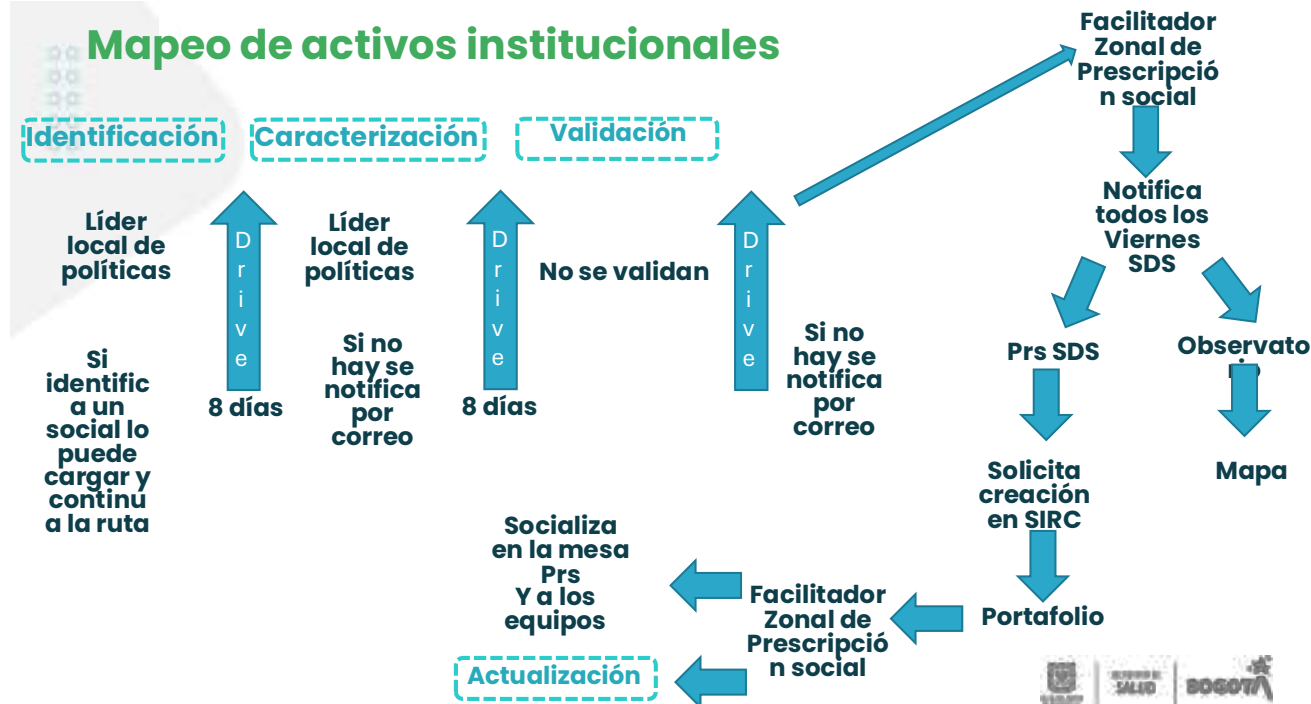 Mapeo de activos institucionales
Identificación
Caracterización
Validación
Líder
local de
políticas
Si
identific
a un
social lo
puede
cargar y
continú
a la ruta
D
r
i
v
e
8 días
Líder
local de
políticas
Si no
hay se
notifica
por
correo
D
r
i
v
e
8 días
No se validan
D
r
i
v
e
Si no
hay se
notifica
por
correo
Facilitador
Zonal de
Prescripció
n social
Notifica
todos los
Viernes
SDS
Prs SDS
Observato
Solicita
creación
en SIRC
Mapa
Portafolio
Facilitador
Zonal de
Prescripció
n social
Socializa
en la mesa
Prs
Y a los
equipos
Actualización
SALUD
BOGOTÁ